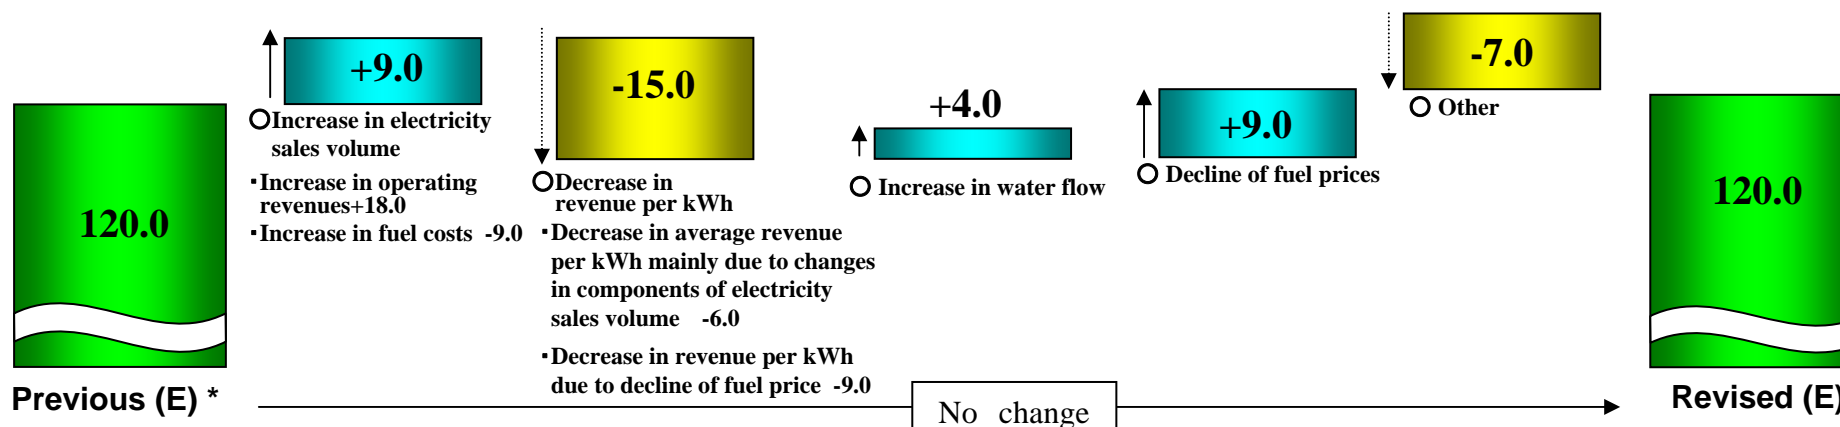 120.0
Previous (E) *
+9.0
Increase in electricity
sales volume
・Increase in operating
revenues+18.0
・Increase in fuel costs -9.0
-15.0
Decrease in
revenue per kWh
・Decrease in average revenue
per kWh mainly due to changes
in components of electricity
sales volume -6.0
・Decrease in revenue per kWh
due to decline of fuel price -9.0
+4.0
Increase in water flow
+9.0
Decline of fuel prices
-7.0
Other
No change
120.0
Revised (E)